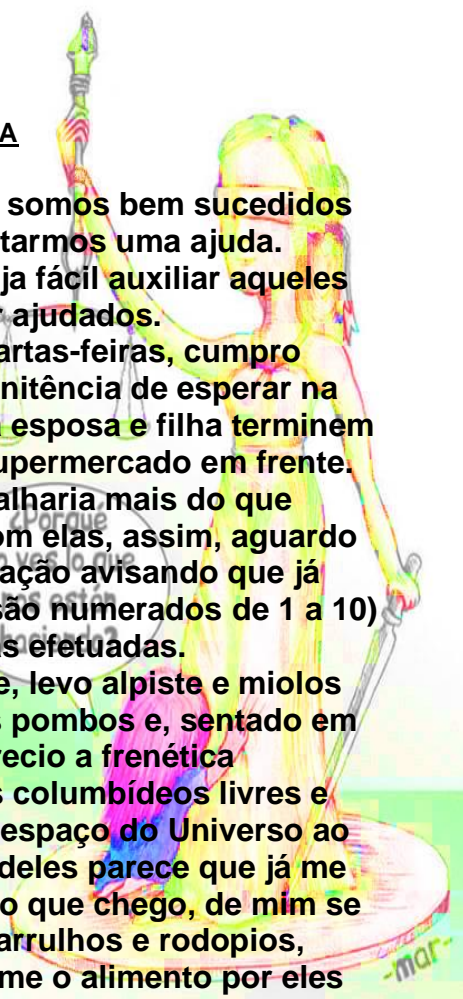 A
somos bem sucedidos
tarmos uma ajuda.
ja fácil auxiliar aqueles
r ajudados.
artas-feiras, cumpro
nitência de esperar na
a esposa e filha terminem
upermercado em frente.
alharia mais do que
¿Porque
om elas, assim, aguardo
no ves lo que
ação avisando que já
están
são numerados de 1 a 10)
haciendo?
as efetuadas.
e, levo alpiste e miolos
s pombos e, sentado em
recio a frenética
s columbídeos livres e
espaço do Universo ao
deles parece que já me
o que chego, de mim se
arrulhos e rodopios,
me o alimento por eles
-mar-